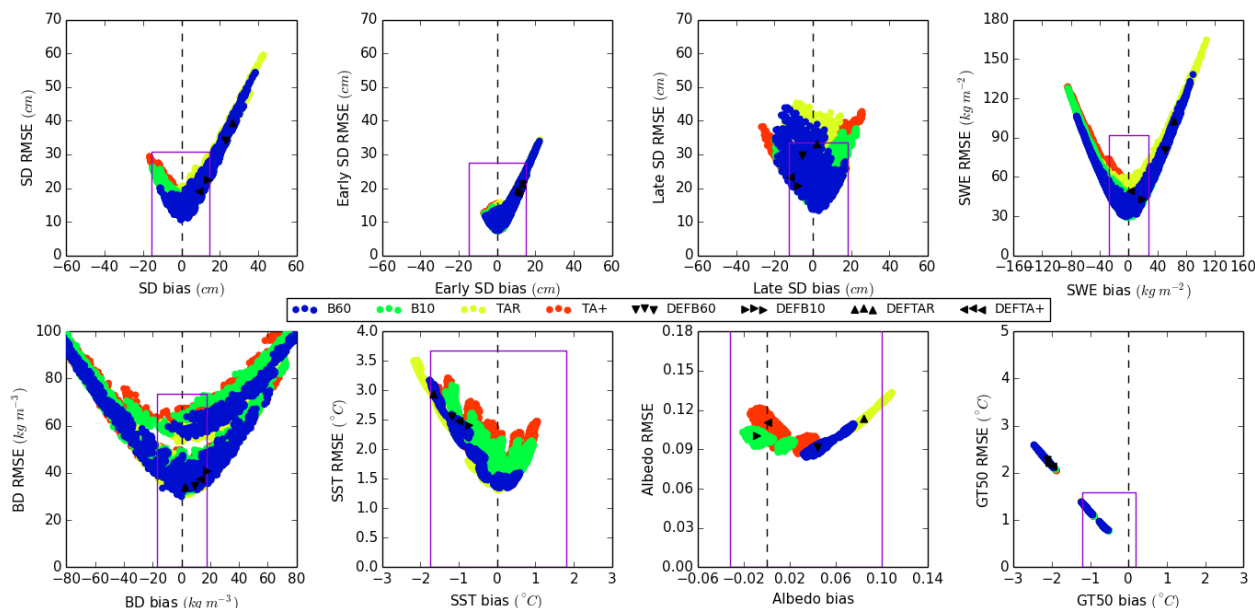 70 70 70 180
60 60 60 150
50 50 50 120
40 40 40 90
30 30 30 60
20 20 20 30
10 10 10 0
0 0 0
SD RMSE (cm)
Early SD RMSE (cm)
Late SD RMSE (cm)
SWE RMSE (kg m−2)
−60 −40 −20 0 20 40 60
−60 −40 −20 0 20 40 60
−60 −40 −20 0 20 40 60
−160 −120 −80 −40 0 40 80 120 160
SD bias (cm)
Early SD bias (cm)
Late SD bias (cm)
SWE bias (kg m−2)
B60 B10 TAR TA+ DEFB60 DEFB10 DEFTAR DEFTA+
100 4.0 0.18 5
80 3.5 0.15 4
60 3.0 0.12 3
40 2.5 0.09 2
20 2.0 0.06 1
0 1.5 0.03 0
1.0 0.00
0.5
0.0
BD RMSE (kg m−3)
SST RMSE (°C)
Albedo RMSE
GT50 RMSE (°C)
−80 −60 −40 −20 0 20 40 60 80
−3 −2 −1 0 1 2 3
−0.06 −0.02 0.02 0.06 0.10 0.14
−3 −2 −1 0 1 2 3
BD bias (kg m−3)
SST bias (°C)
Albedo bias
GT50 bias (°C)